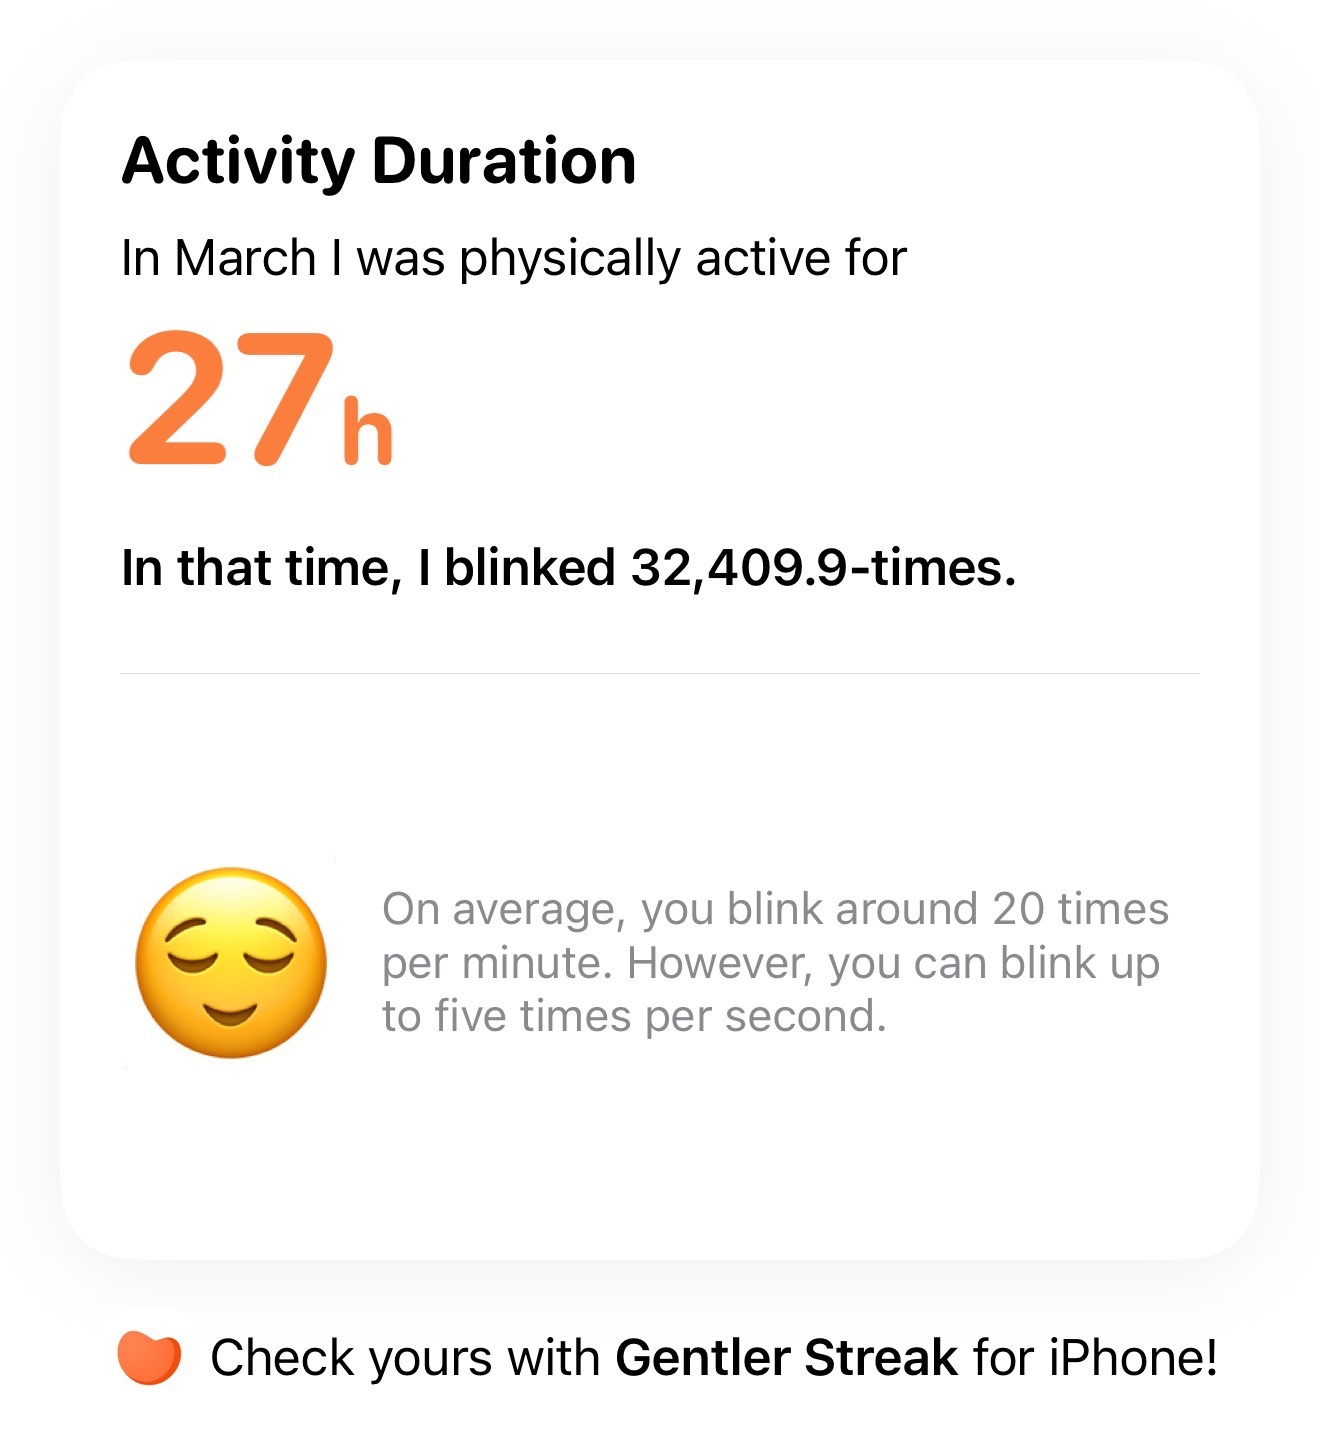 Activity Duration
In March I was physically active for
27h
In that time, I blinked 32,409.9-times.
On average, you blink around 20 times
per minute. However, you can blink up
to five times per second.
Check yours with Gentler Streak for iPhone!